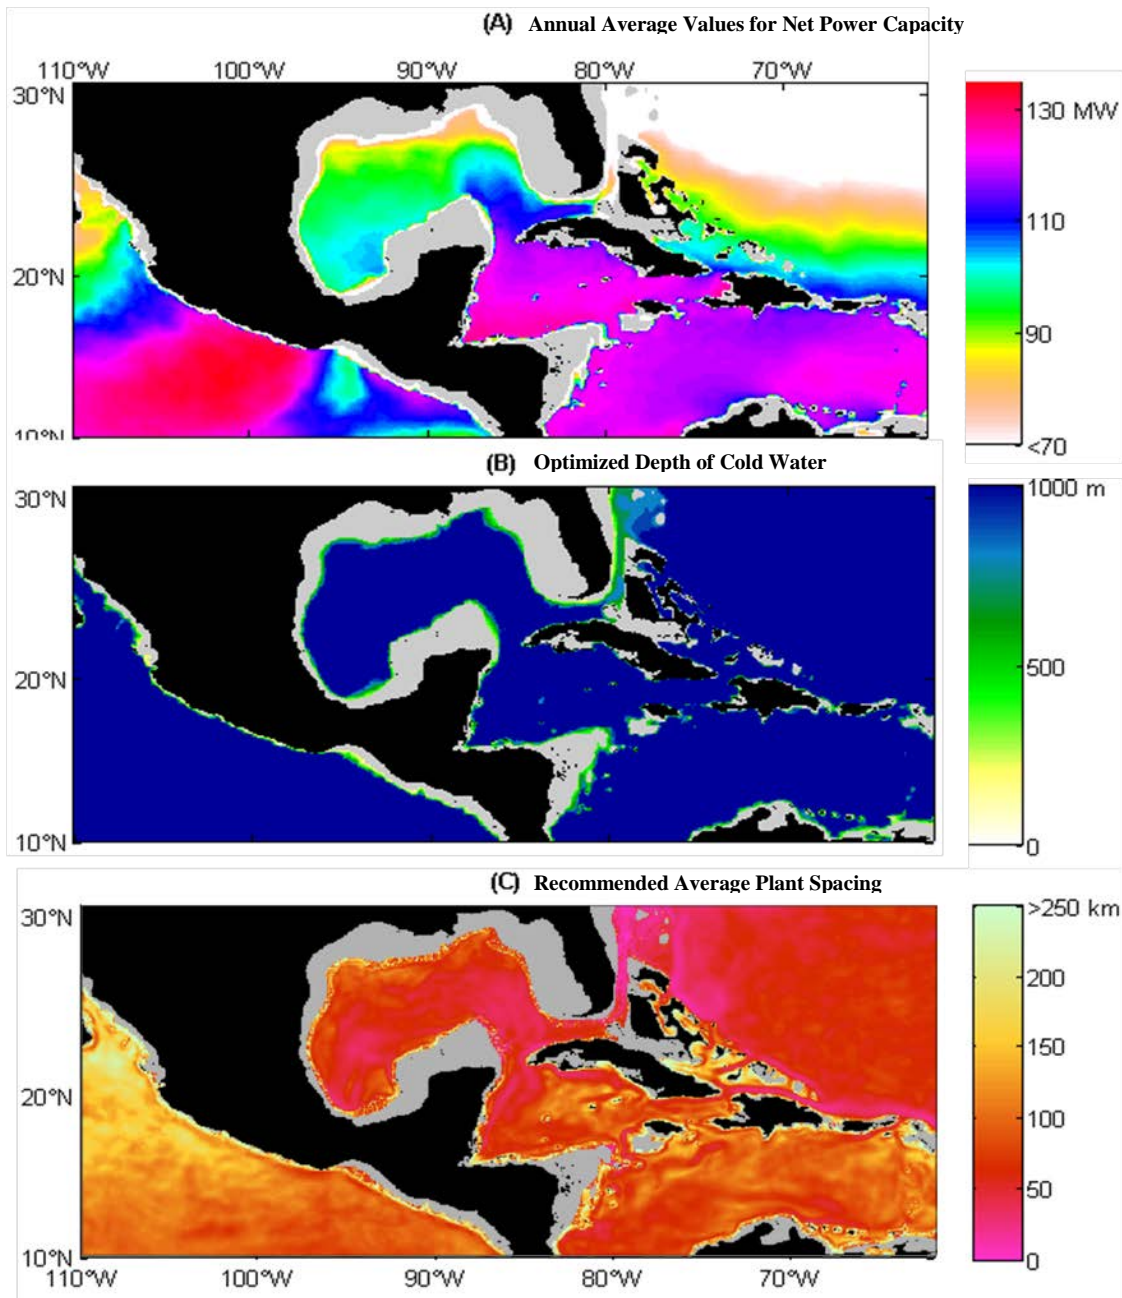 (A) Annual Average Values for Net Power Capacity
110°W 100°W 90°W 80°W 70°W
30°N
130 MW
110
20°N
90
10°N
<70
(B) Optimized Depth of Cold Water
30°N
1000 m
500
20°N
10°N
0
(C) Recommended Average Plant Spacing
30°N
>250 km
200
150
20°N
100
50
10°N
0
110°W 100°W 90°W 80°W 70°W